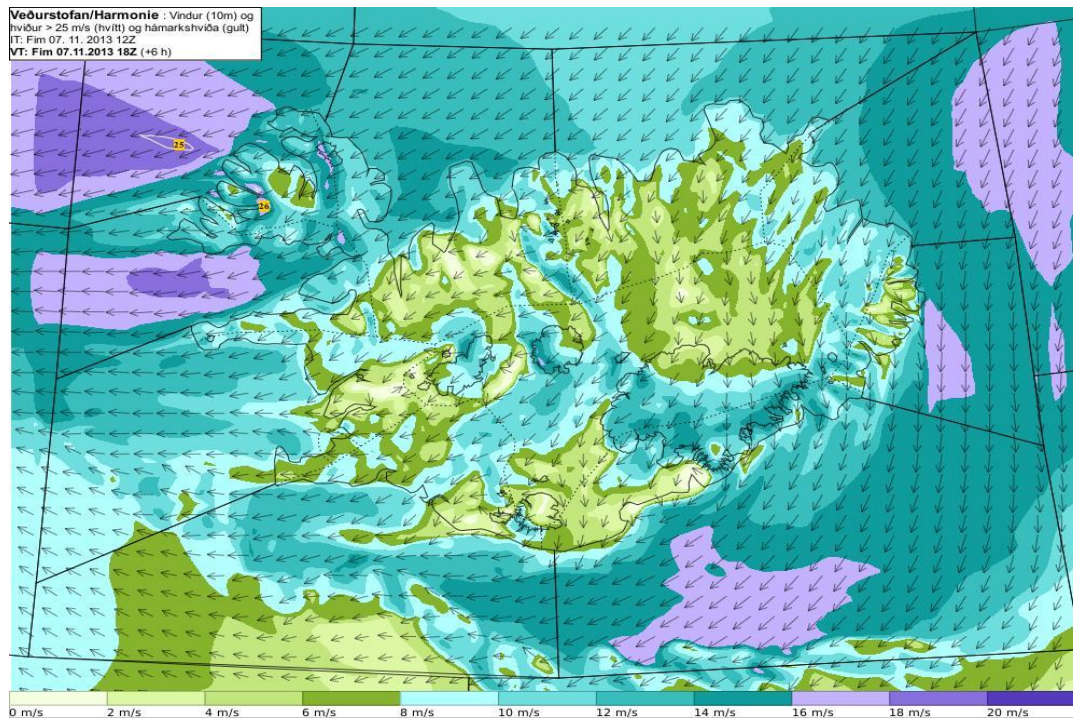 Veðurstofan/Harmonie : Vindur (10m) og
hviður > 25 m/s (hvítt) og hámarkshviða (gult)
IT: Fim 07. 11. 2013 12Z
VT: Fim 07.11.2013 18Z (+6 h)
25
26
0 m/s 2 m/s 4 m/s 6 m/s 8 m/s 10 m/s 12 m/s 14 m/s 16 m/s 18 m/s 20 m/s